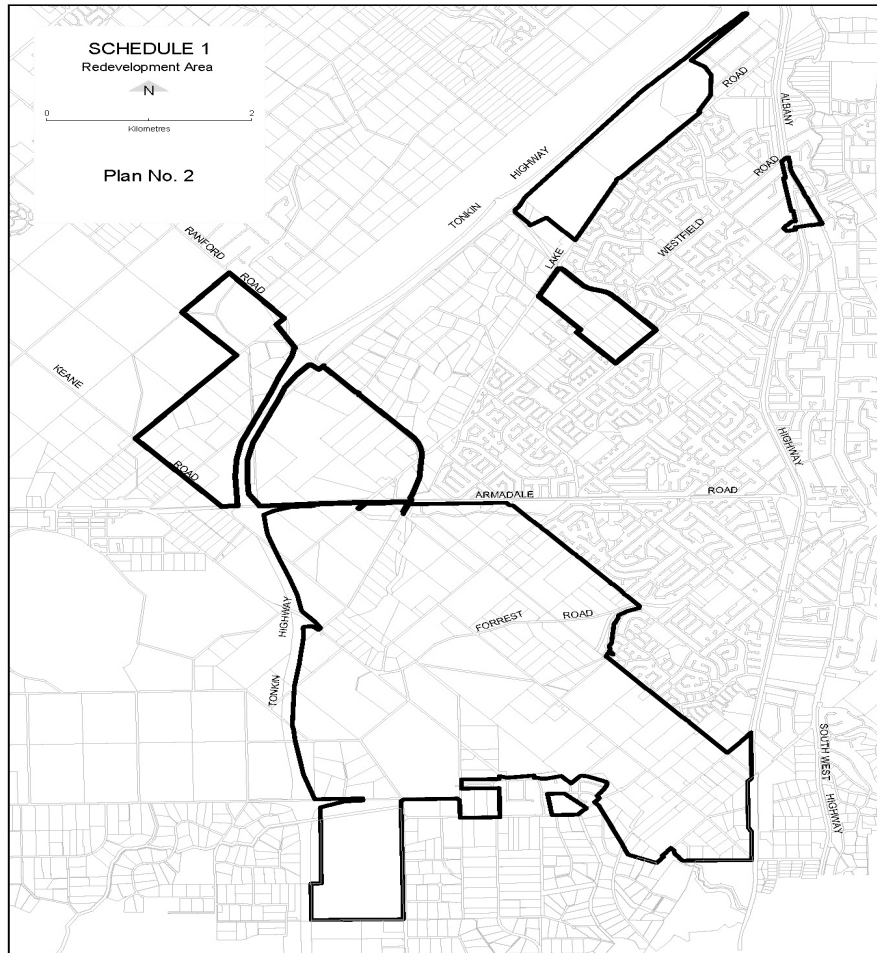 SCHEDULE 1
Redevelopment Area
N
0 2
Kilometres
Plan No. 2
ROAD
ALBANY
HIGHWAY
TONKIN
ROAD
WESTFIELD
LAKE
RANFORD
ROAD
KEANE
ROAD
HIGHWAY
ARMADALE ROAD
FORREST ROAD
HIGHWAY
TONKIN
SOUTH WEST
HIGHWAY